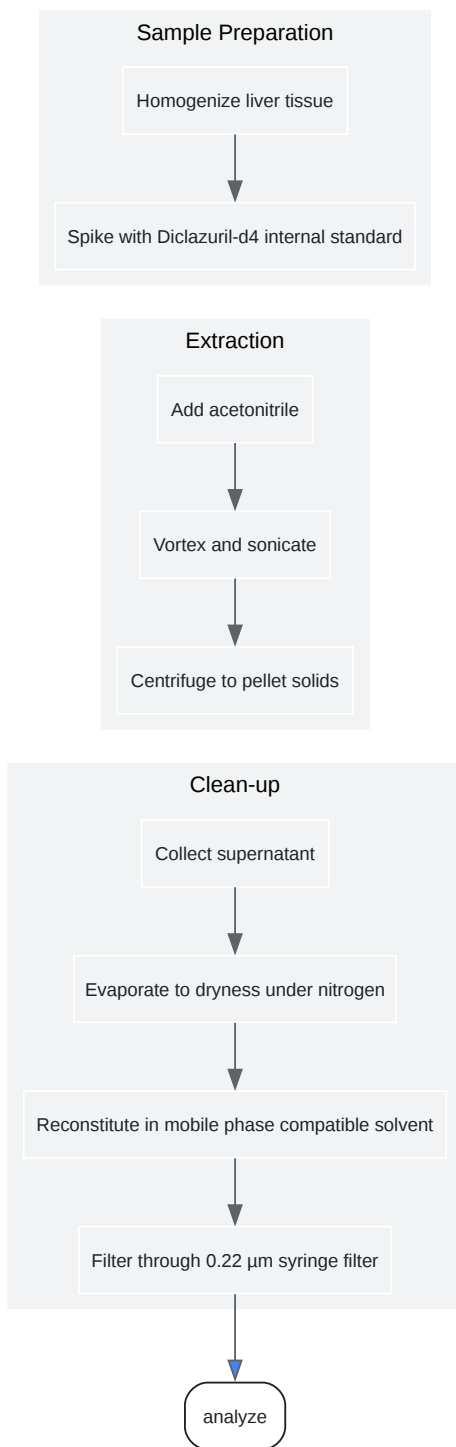 Sample Preparation
Homogenize liver tissue
Spike with Diclazuril-d4 internal standard
Extraction
Add acetonitrile
Vortex and sonicate
Centrifuge to pellet solids
Clean-up
Collect supernatant
Evaporate to dryness under nitrogen
Reconstitute in mobile phase compatible solvent
Filter through 0.22 µm syringe filter
analyze